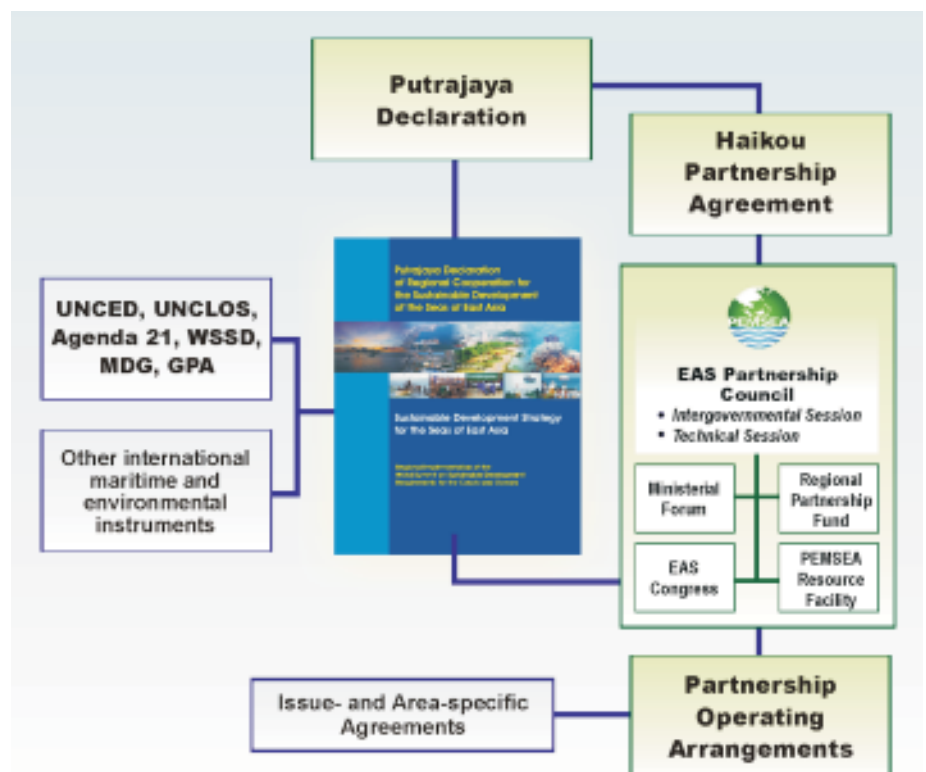 Putrajaya
Declaration
Haikou
Partnership
Agreement
UNCED, UNCLOS,
Agenda 21, WSSD,
MDG, GPA
Other international
maritime and
environmental
instruments
Putrajaya Declaration
of Regional Cooperation for
the Sustainable Development
of the Seas of East Asia
Sustainable Development Strategy
for the Seas of East Asia
PEMSEA
EAS Partnership
Council
• Intergovernmental Session
• Technical Session
Ministerial
Forum
Regional
Partnership
Fund
EAS
Congress
PEMSEA
Resource
Facility
Issue- and Area-specific
Agreements
Partnership
Operating
Arrangements